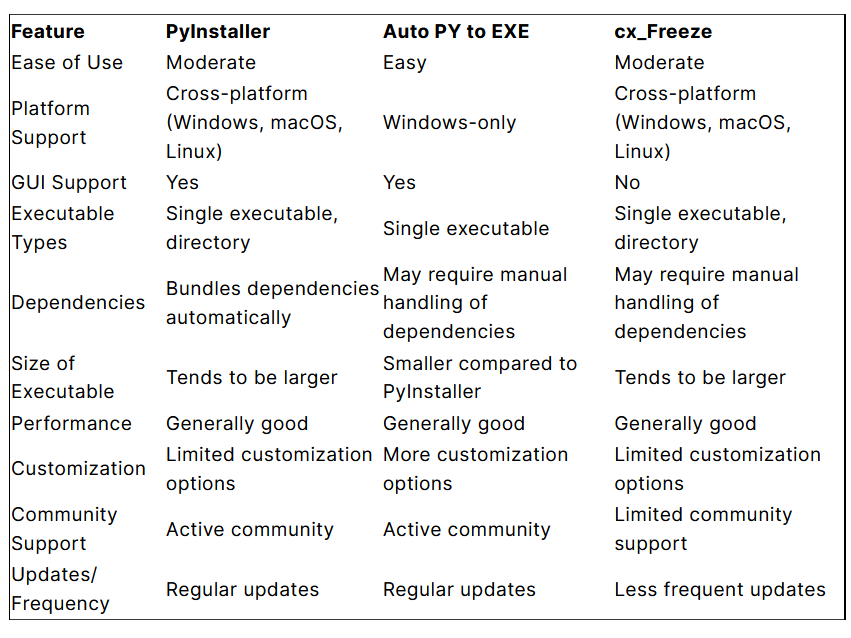 Feature PyInstaller Auto PY to EXE cx_Freeze
Ease of Use Moderate Easy Moderate
Platform Support Cross-platform (Windows, macOS, Linux) Windows-only Cross-platform (Windows, macOS, Linux)
GUI Support Yes Yes No
Executable Types Single executable, directory Single executable Single executable, directory
Dependencies Bundles dependencies automatically May require manual handling of dependencies May require manual handling of dependencies
Size of Executable Tends to be larger Smaller compared to PyInstaller Tends to be larger
Performance Generally good Generally good Generally good
Customization Limited customization options More customization options Limited customization options
Community Support Active community Active community Limited community support
Updates/ Frequency Regular updates Regular updates Less frequent updates